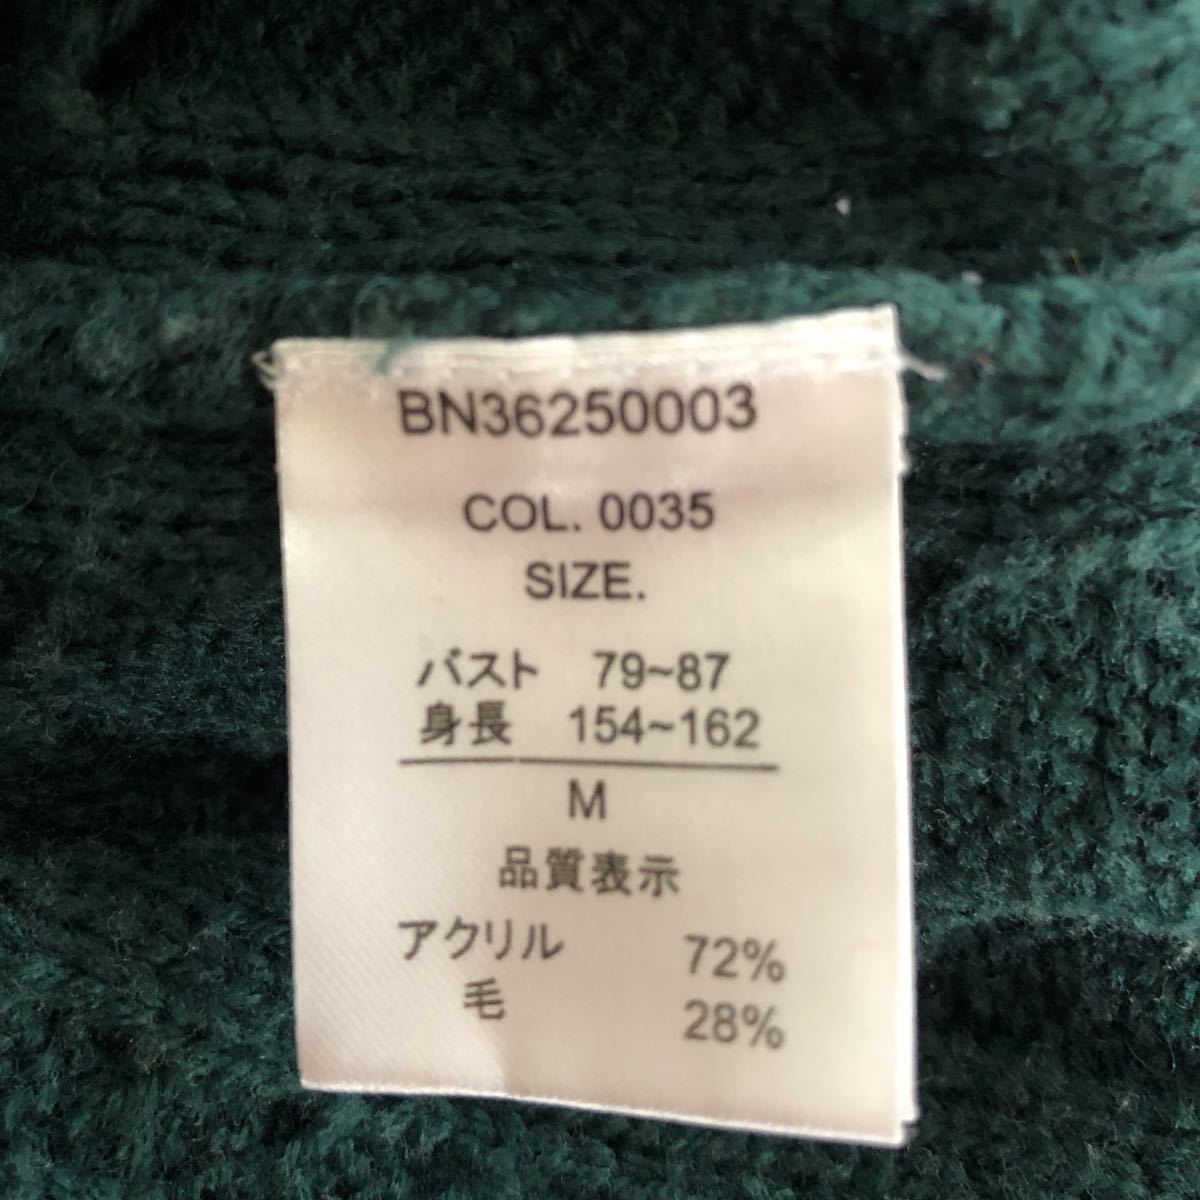 BN36250003
COL. 0035
SIZE.
バスト 79~87
身長 154~162
M
品質表示
アクリル 72%
毛 28%